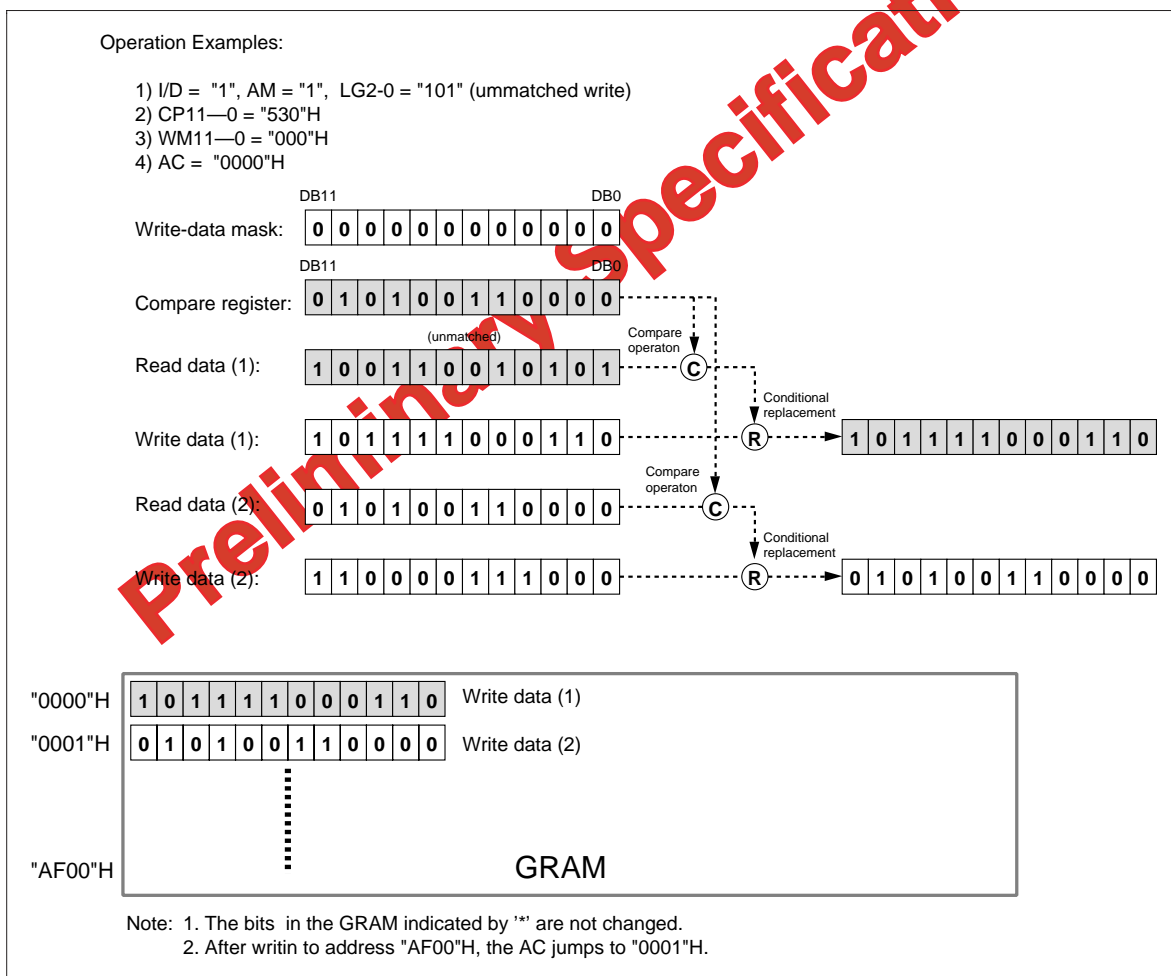 Operation Examples:
1) I/D = "1", AM = "1", LG2-0 = "101" (unmatched write)
2) CP11—0 = "530"H
3) WM11—0 = "000"H
4) AC = "0000"H
DB11 DB0
Write-data mask: 0 0 0 0 0 0 0 0 0 0 0 0
DB11 DB0
Compare register: 0 1 0 1 0 0 1 1 0 0 0 0
(unmatched)
Compare operaton
Read data (1): 1 0 0 1 1 0 0 1 0 1 0 1 C
Conditional replacement
Write data (1): 1 0 1 1 1 1 0 0 0 1 1 0 R 1 0 1 1 1 1 0 0 0 1 1 0
Compare operaton
Read data (2): 0 1 0 1 0 0 1 1 0 0 0 0 C
Conditional replacement
Write data (2): 1 1 0 0 0 0 1 1 1 0 0 0 R 0 1 0 1 0 0 1 1 0 0 0 0
Preliminary Specificati
"0000"H 1 0 1 1 1 1 0 0 0 1 1 0 Write data (1)
"0001"H 0 1 0 1 0 0 1 1 0 0 0 0 Write data (2)
"AF00"H GRAM
Note: 1. The bits in the GRAM indicated by '*' are not changed.
2. After writin to address "AF00"H, the AC jumps to "0001"H.